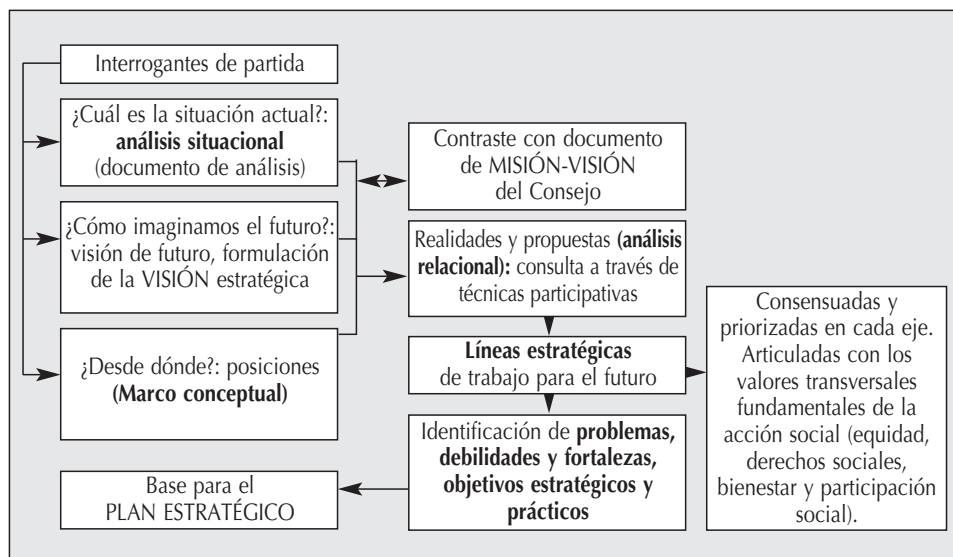 Interrogantes de partida
¿Cuál es la situación actual?:
análisis situacional
(documento de análisis)
¿Cómo imaginamos el futuro?:
visión de futuro, formulación
de la VISIÓN estratégica
¿Desde dónde?: posiciones
(Marco conceptual)
Base para el
PLAN ESTRATÉGICO
Contraste con documento
de MISIÓN-VISIÓN
del Consejo
Realidades y propuestas (análisis
relacional): consulta a través de
técnicas participativas
Líneas estratégicas
de trabajo para el futuro
Identificación de problemas,
debilidades y fortalezas,
objetivos estratégicos y
prácticos
Consensuadas y
priorizadas en cada eje.
Articuladas con los
valores transversales
fundamentales de la
acción social (equidad,
derechos sociales,
bienestar y participación
social).